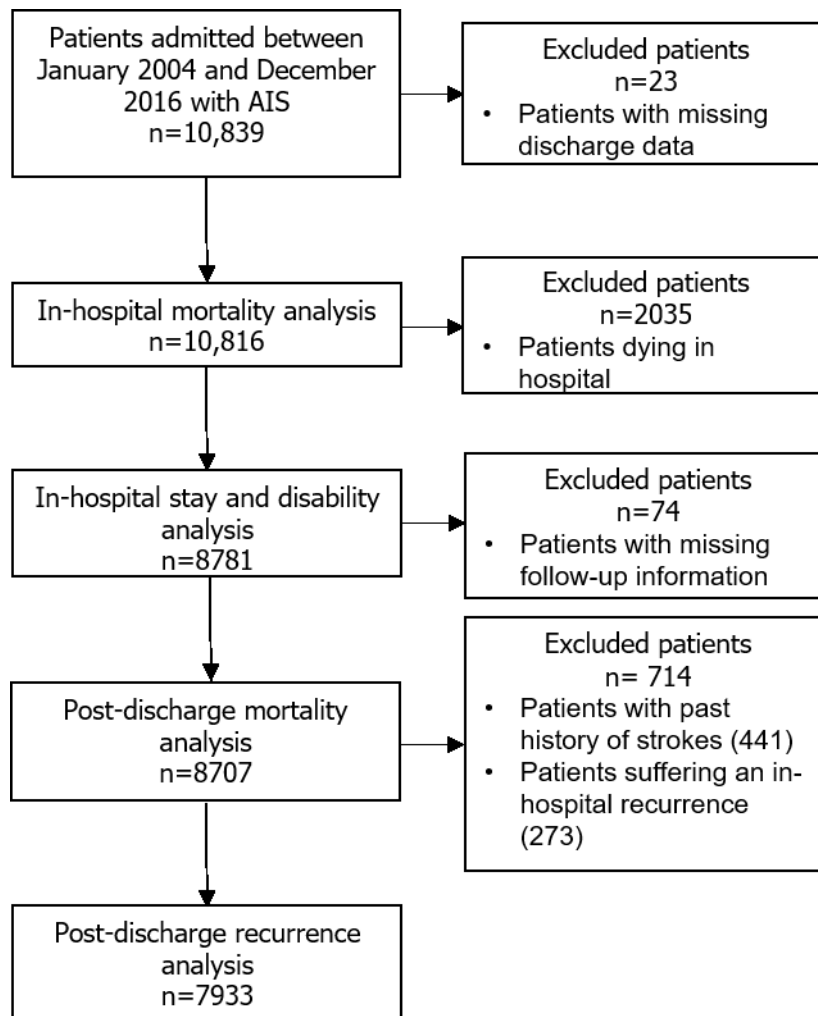 Patients admitted between
January 2004 and December
2016 with AIS
n=10,839
Excluded patients
n=23
• Patients with missing
discharge data
In-hospital mortality analysis
n=10,816
Excluded patients
n=2035
• Patients dying in
hospital
In-hospital stay and disability
analysis
n=8781
Excluded patients
n=74
• Patients with missing
follow-up information
Post-discharge mortality
analysis
n=8707
Excluded patients
n= 714
• Patients with past
history of strokes (441)
• Patients suffering an in-
hospital recurrence
(273)
Post-discharge recurrence
analysis
n=7933